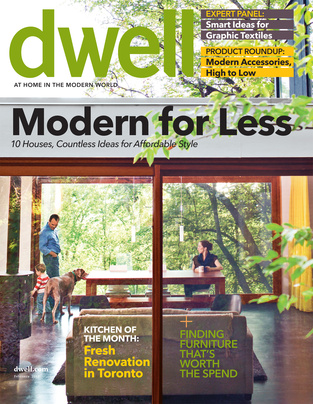 dwell
AT HOME IN THE MODERN WORLD
EXPERT PANEL:
Smart Ideas for
Graphic Textiles
PRODUCT ROUNDUP:
Modern Accessories,
High to Low
Modern for Less
10 Houses, Countless Ideas for Affordable Style
KITCHEN OF
THE MONTH:
Fresh
Renovation
in Toronto
FINDING
FURNITURE
THAT'S
WORTH
THE SPEND
dwell.com